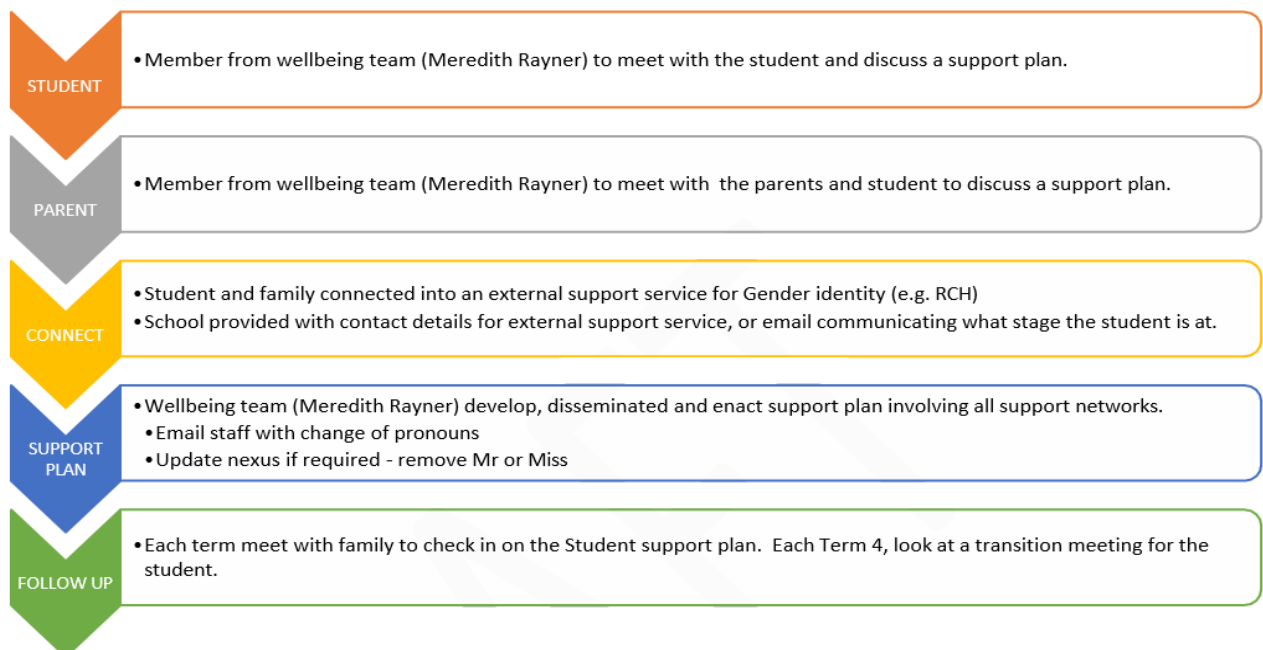 STUDENT
•Member from wellbeing team (Meredith Rayner) to meet with the student and discuss a support plan.
PARENT
•Member from wellbeing team (Meredith Rayner) to meet with  the parents and student to discuss a support plan.
CONNECT
•Student and family connected into an external support service for Gender identity (e.g. RCH)
•School provided with contact details for external support service, or email communicating what stage the student is at.
SUPPORT
PLAN
•Wellbeing team (Meredith Rayner) develop, disseminated and enact support plan involving all support networks.
•Email staff with change of pronouns
•Update nexus if required - remove Mr or Miss
FOLLOW UP
•Each term meet with family to check in on the Student support plan.  Each Term 4, look at a transition meeting for the
student.